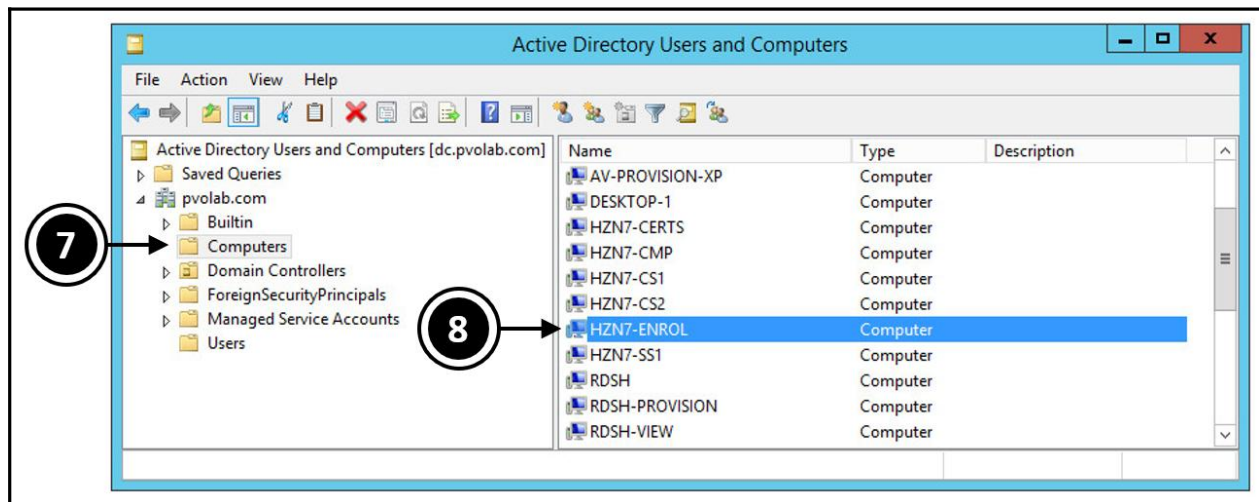 Active Directory Users and Computers
File Action View Help
Active Directory Users and Computers [dc.pvolab.com]
Saved Queries
pvolab.com
Builtin
Computers
Domain Controllers
ForeignSecurityPrincipals
Managed Service Accounts
Users
7
8
Name Type Description
AV-PROVISION-XP Computer
DESKTOP-1 Computer
HZN7-CERTS Computer
HZN7-CMP Computer
HZN7-CS1 Computer
HZN7-CS2 Computer
HZN7-ENROL Computer
HZN7-SS1 Computer
RDSH Computer
RDSH-PROVISION Computer
RDSH-VIEW Computer